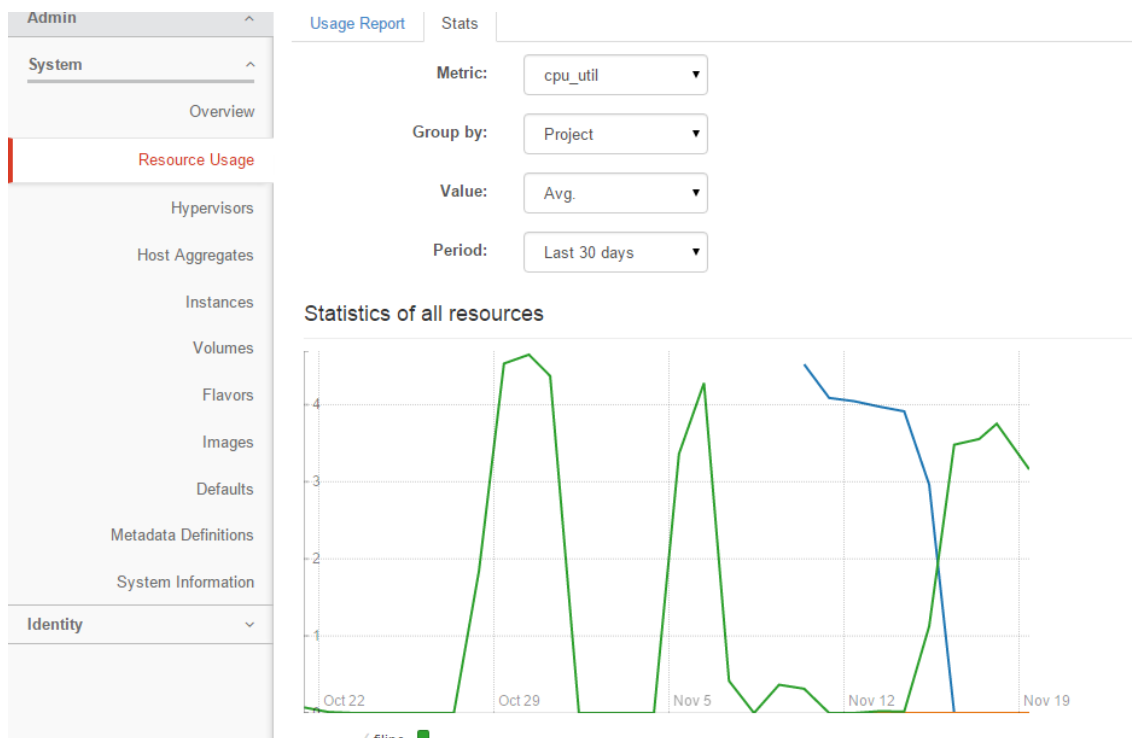 Admin
System
Overview
Resource Usage
Hypervisors
Host Aggregates
Instances
Volumes
Flavors
Images
Defaults
Metadata Definitions
System Information
Identity
Usage Report Stats
Metric: cpu_util
Group by: Project
Value: Avg.
Period: Last 30 days
Statistics of all resources
4
3
2
1
0
Oct 22 Oct 29 Nov 5 Nov 12 Nov 19